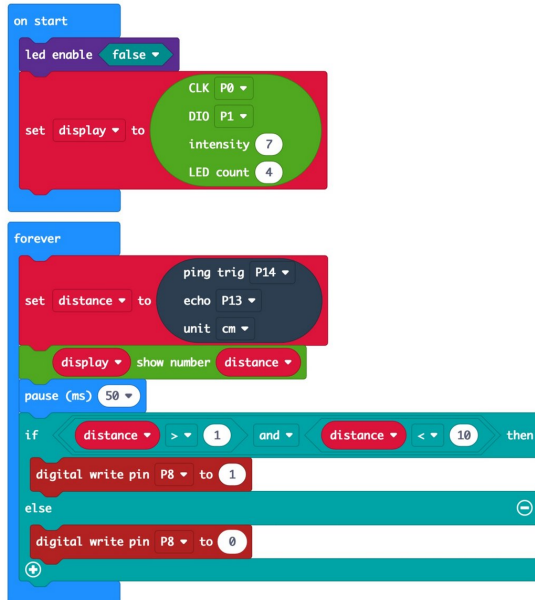 on start
led enable false
CLK P0
DIO P1
set display to
intensity 7
LED count 4
forever
ping trig P14
set distance to echo P13
unit cm
display show number distance
pause (ms) 50
if distance > 1 and distance < 10 then
digital write pin P8 to 1
else
digital write pin P8 to 0